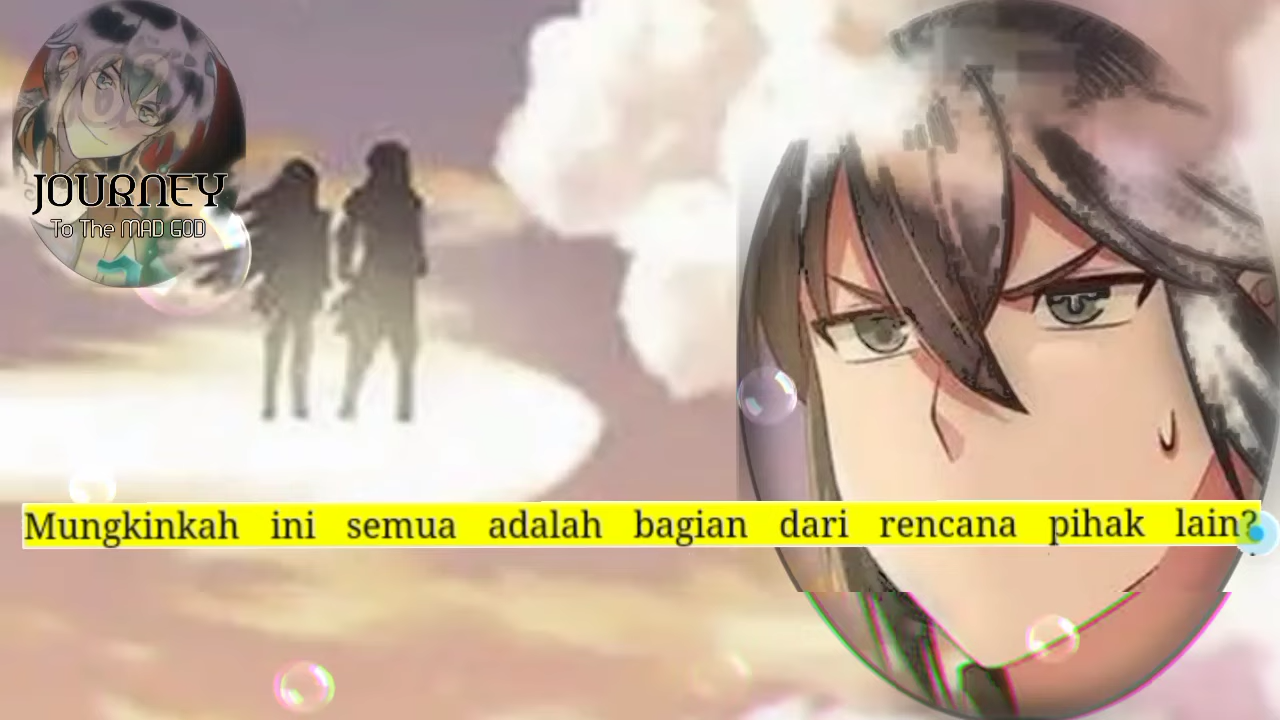 JOURNEY
To The MAD GOD
Mungkinkah ini semua adalah bagian dari rencana pihak lain?